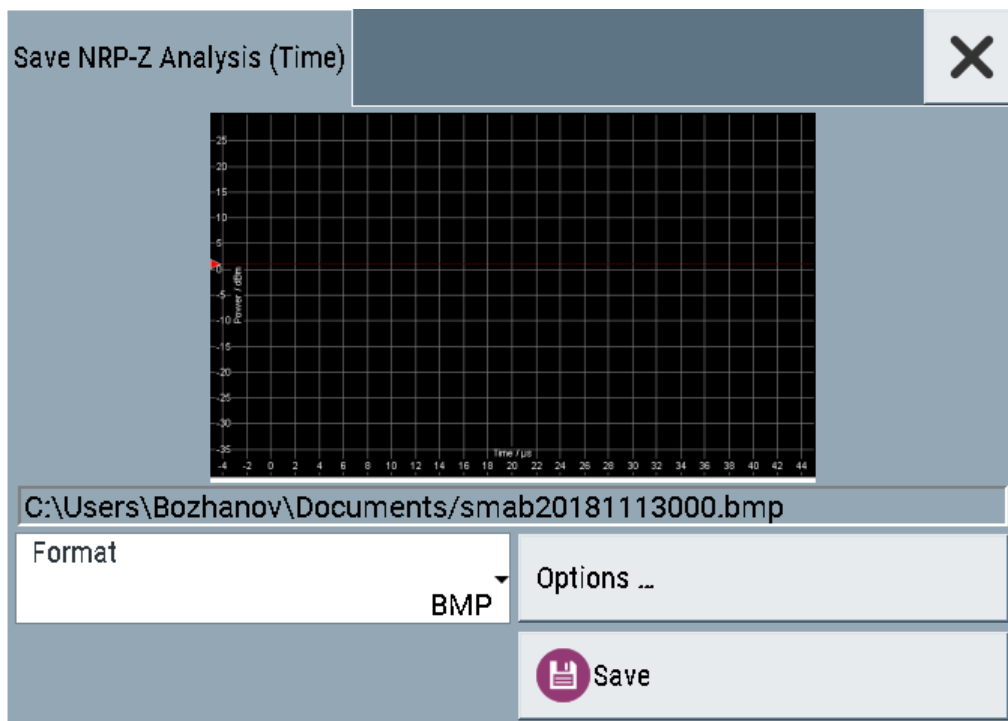 Save NRP-Z Analysis (Time)
25
20
15
10
5
0
-5
Power / dBm
-10
-15
-20
-25
-30
-35
Time / µs
-4 -2 0 2 4 6 8 10 12 14 16 18 20 22 24 26 28 30 32 34 36 38 40 42 44
C:\Users\Bozhanov\Documents/smab20181113000.bmp
Format
BMP
Options ...
Save